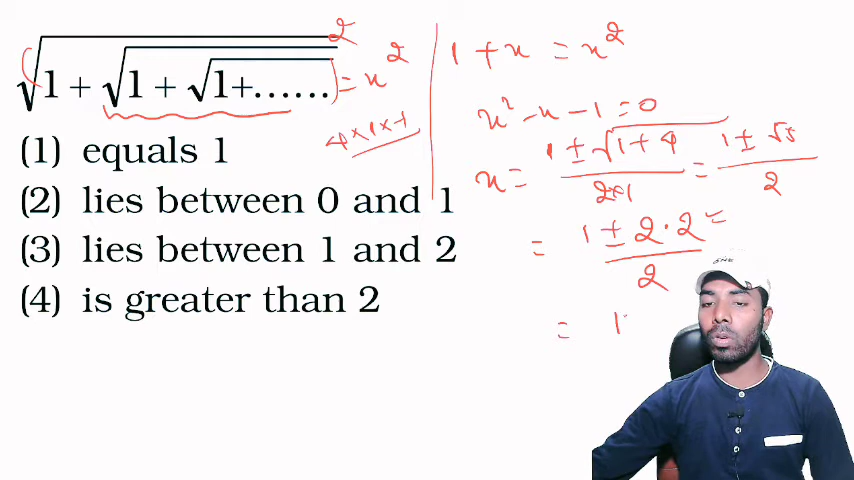 √1 + √1 + √1+...... ² = x²
4×1×1
(1) equals 1
(2) lies between 0 and 1
(3) lies between 1 and 2
(4) is greater than 2
1 + x = x²
x² - x - 1 = 0
x = 1 ± √1 + 4 / 2×1 = 1 ± √5 / 2
= 1 ± 2.2 / 2
= 1